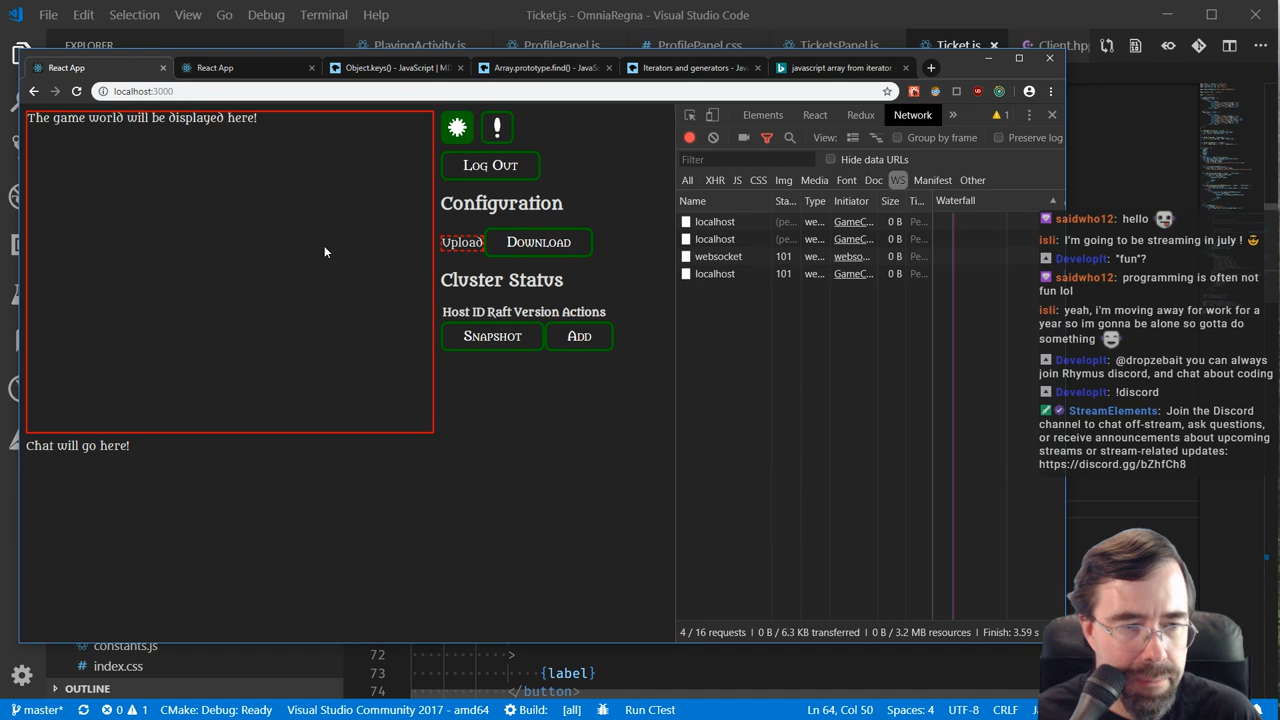 File Edit Selection View Go Debug Terminal Help
Ticket.js - OmniaRegna - Visual Studio Code
EXPLORER
PlayingActivity.js
ProfilePanel.js
ProfilePanel.css
TicketsPanel.js
Ticket.js
Client.hpp
React App
React App
Object.keys() - JavaScript | MD
Array.prototype.find() - JavaSc
Iterators and generators - Java
javascript array from iterator -
localhost:3000
The game world will be displayed here!
Log Out
Configuration
Upload
Download
Cluster Status
Host ID Raft Version Actions
Snapshot
Add
Chat will go here!
Elements React Redux Network 1
View: Group by frame Preserve log
Filter
Hide data URLs
All XHR JS CSS Img Media Font Doc WS Manifest Other
Name Sta... Type Initiator Size Ti... Waterfall
localhost (pe... we... GameC... 0 B Pe...
localhost (pe... we... GameC... 0 B Pe...
websocket 101 we... webso... 0 B Pe...
localhost 101 we... GameC... 0 B Pe...
4 / 16 requests | 0 B / 6.3 KB transferred | 0 B / 3.2 MB resources | Finish: 3.59 s
saidwho12: hello
isli: I'm going to be streaming in july !
DevelopIt: "fun"?
saidwho12: programming is often not
fun lol
isli: yeah, i'm moving away for work for a
year so im gonna be alone so gotta do
something
DevelopIt: @dropzebait you can always
join Rhymus discord, and chat about coding
DevelopIt: !discord
StreamElements: Join the Discord
channel to chat off-stream, ask questions,
or receive announcements about upcoming
streams or stream-related updates:
https://discord.gg/bZhfCh8
constants.js
index.css
OUTLINE
72 >
73 {label}
74 </button>
master* 0 1 CMake: Debug: Ready Visual Studio Community 2017 - amd64 Build: [all] Run CTest Ln 64, Col 50 Spaces: 4 UTF-8 CRLF